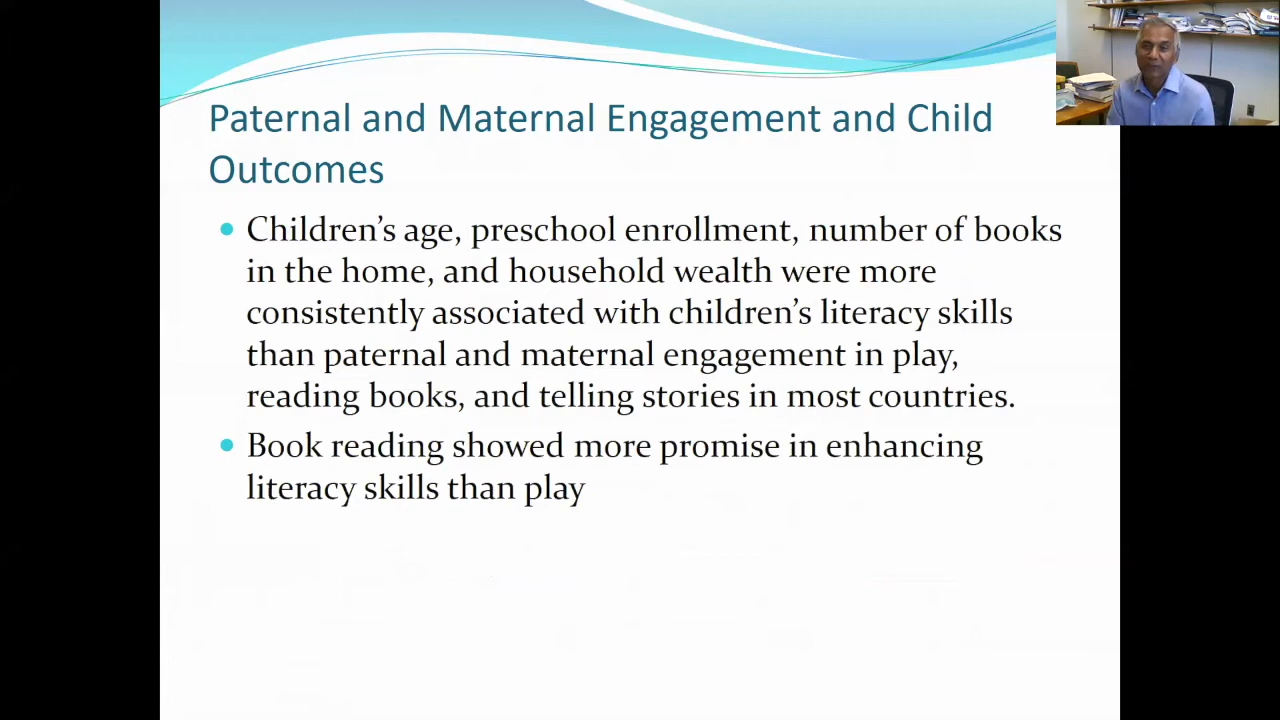 Paternal and Maternal Engagement and Child
Outcomes
Children’s age, preschool enrollment, number of books
in the home, and household wealth were more
consistently associated with children’s literacy skills
than paternal and maternal engagement in play,
reading books, and telling stories in most countries.
Book reading showed more promise in enhancing
literacy skills than play